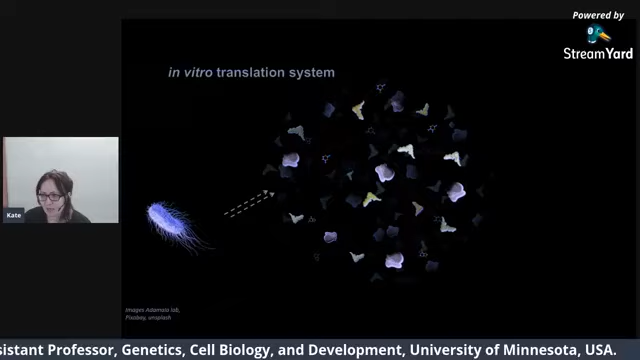 Powered by
StreamYard
in vitro translation system
Kate
Images Adamala lab,
Pixabay, unsplash
sistant Professor, Genetics, Cell Biology, and Development, University of Minnesota, USA.